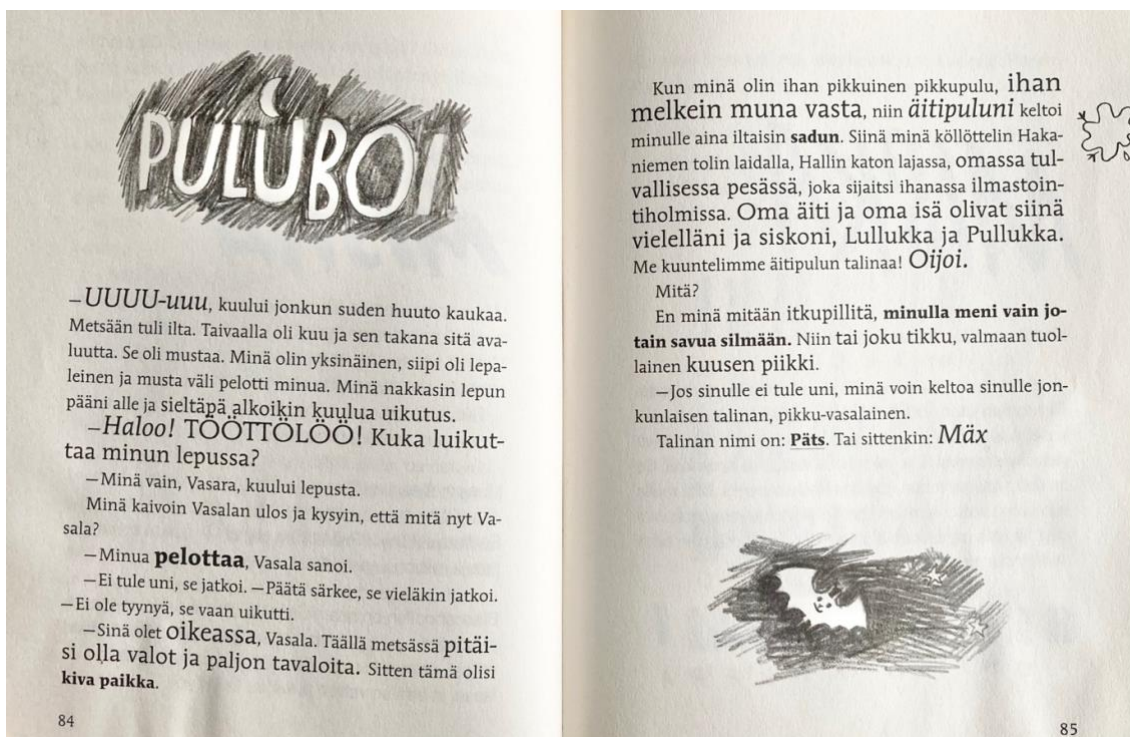 PULUBOI
–UUUU-uuu, kuului jonkun suden huuto kaukaa.
Metsään tuli ilta. Taivaalla oli kuu ja sen takana sitä ava-
luutta. Se oli mustaa. Minä olin yksinäinen, siipi oli lepa-
leinen ja musta väli pelotti minua. Minä nakkasin lepun
pääni alle ja sieltäpä alkoikin kuulua uikutus.
–Haloo! TÖÖTTÖLÖÖ! Kuka luikut-
taa minun lepussa?
–Minä vain, Vasara, kuului lepusta.
Minä kaivoin Vasalan ulos ja kysyin, että mitä nyt Va-
sala?
–Minua pelottaa, Vasala sanoi.
–Ei tule uni, se jatkoi. –Päätä särkee, se vieläkin jatkoi.
–Ei ole tyynyä, se vaan uikutti.
–Sinä olet oikeassa, Vasala. Täällä metsässä pitäi-
si olla valot ja paljon tavaloita. Sitten tämä olisi
kiva paikka.
84
Kun minä olin ihan pikkuinen pikkupulu, ihan
melkein muna vasta, niin äitipuluni keltoi
minulle aina iltaisin sadun. Siinä minä köllöttelin Haka-
niemen tolin laidalla, Hallin katon lajassa, omassa tul-
vallisessa pesässä, joka sijaitsi ihanassa ilmastoin-
tiholmissa. Oma äiti ja oma isä olivat siinä
vielelläni ja siskoni, Lullukka ja Pullukka.
Me kuuntelimme äitipulun talinaa! Oijoi.
Mitä?
En minä mitään itkupillitä, minulla meni vain jo-
tain savua silmään. Niin tai joku tikku, valmaan tuol-
lainen kuusen piikki.
–Jos sinulle ei tule uni, minä voin keltoa sinulle jon-
kunlaisen talinan, pikku-vasalainen.
Talinan nimi on: Päts. Tai sittenkin: Mäx
85